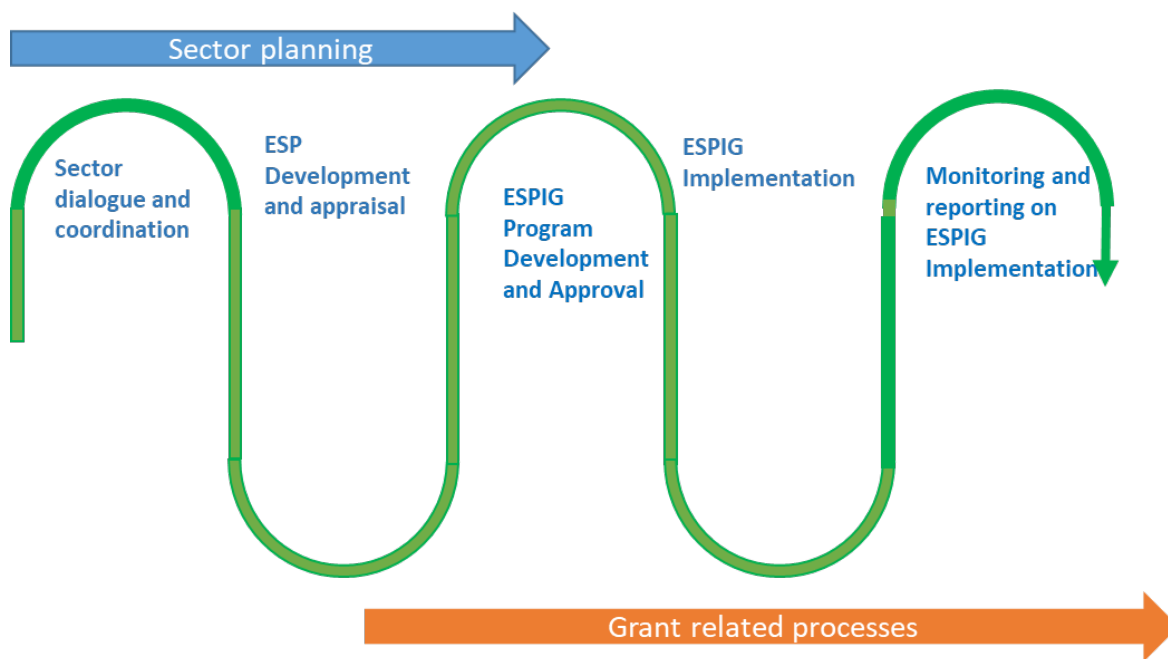 Sector planning
Sector
dialogue and
coordination
ESP
Development
and appraisal
ESPIG
Program
Development
and Approval
ESPIG
Implementation
Monitoring and
reporting on
ESPIG
Implementation
Grant related processes